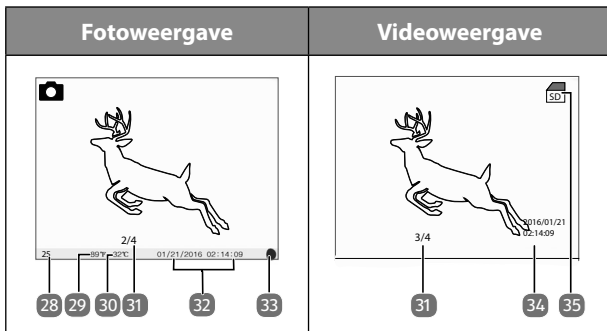 Fotoweergave
Videoweergave
SD
2016/01/21
02:14:09
2/4
3/4
25 89°F 32°C 01/21/2016 02:14:09
28 29 30 31 32 33
31 34 35